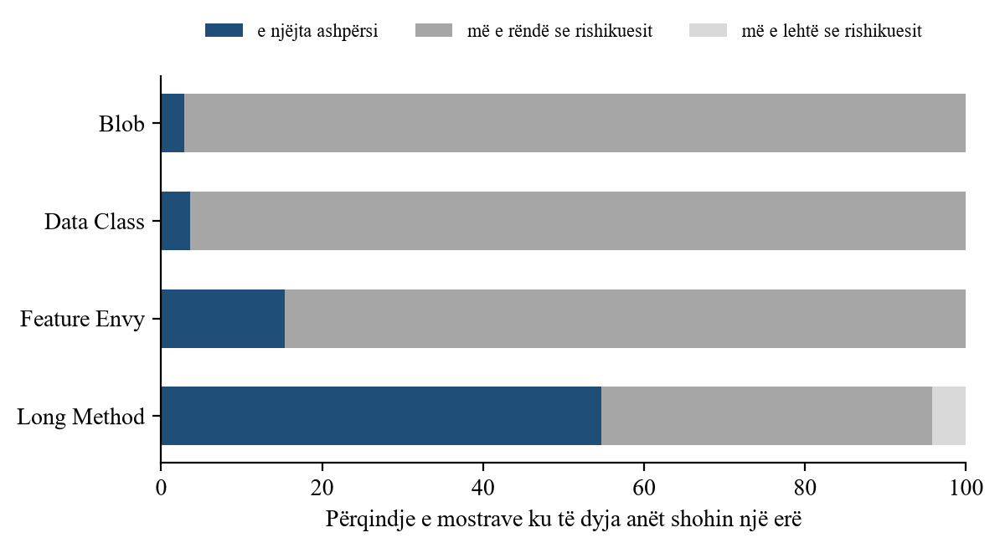 e njëjta ashpërsi më e rëndë se rishikuesit më e lehtë se rishikuesit
Blob
Data Class
Feature Envy
Long Method
0 20 40 60 80 100
Përqindje e mostrave ku të dyja anët shohin një erë